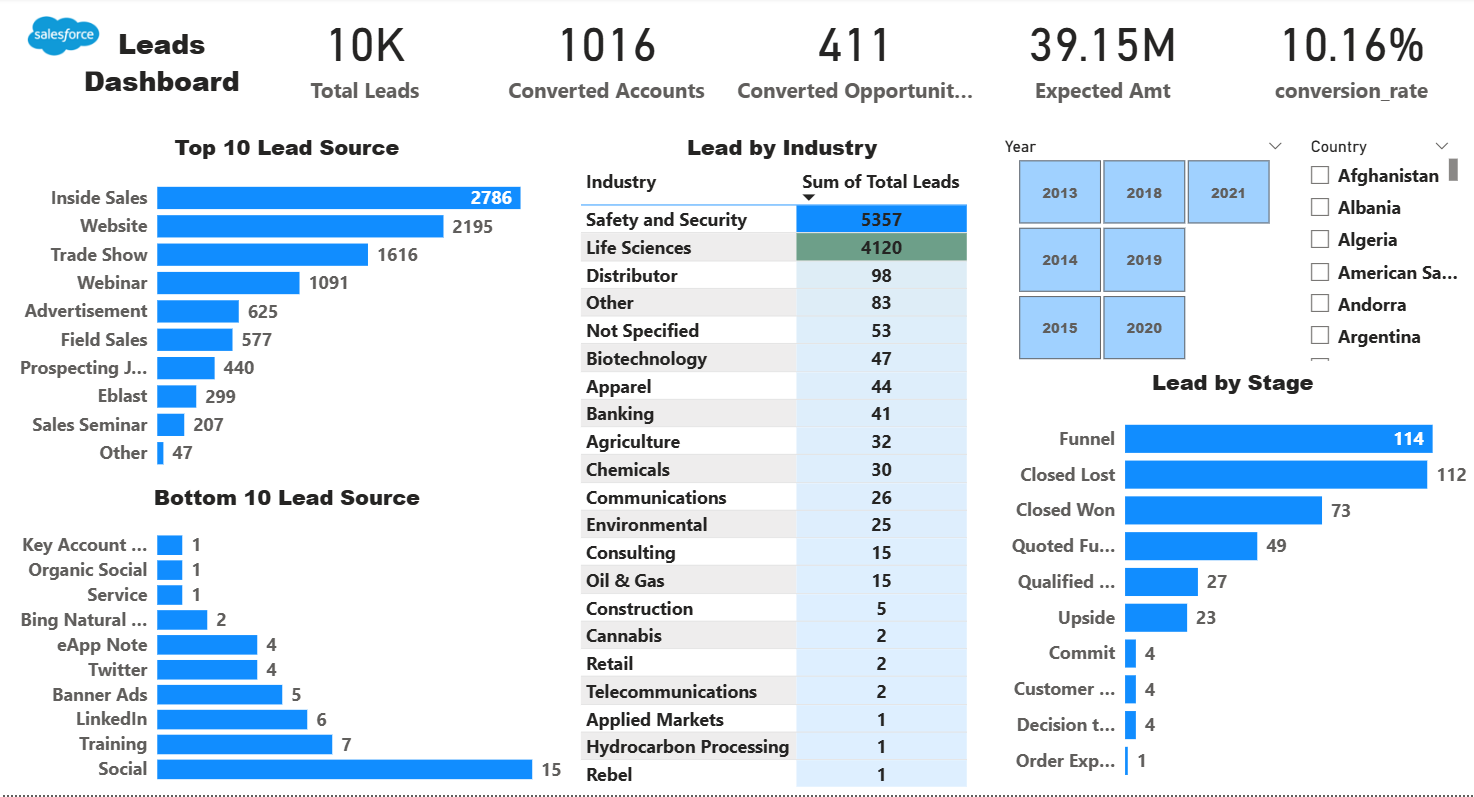 salesforce
Leads
Dashboard
10K
Total Leads
1016
Converted Accounts
411
Converted Opportunit...
39.15M
Expected Amt
10.16%
conversion_rate
Top 10 Lead Source
Inside Sales 2786
Website 2195
Trade Show 1616
Webinar 1091
Advertisement 625
Field Sales 577
Prospecting J... 440
Eblast 299
Sales Seminar 207
Other 47
Bottom 10 Lead Source
Key Account ... 1
Organic Social 1
Service 1
Bing Natural ... 2
eApp Note 4
Twitter 4
Banner Ads 5
LinkedIn 6
Training 7
Social 15
Lead by Industry
Industry Sum of Total Leads
Safety and Security 5357
Life Sciences 4120
Distributor 98
Other 83
Not Specified 53
Biotechnology 47
Apparel 44
Banking 41
Agriculture 32
Chemicals 30
Communications 26
Environmental 25
Consulting 15
Oil & Gas 15
Construction 5
Cannabis 2
Retail 2
Telecommunications 2
Applied Markets 1
Hydrocarbon Processing 1
Rebel 1
Year
2013 2018 2021
2014 2019
2015 2020
Country
Afghanistan
Albania
Algeria
American Sa...
Andorra
Argentina
Lead by Stage
Funnel 114
Closed Lost 112
Closed Won 73
Quoted Fu... 49
Qualified ... 27
Upside 23
Commit 4
Customer ... 4
Decision t... 4
Order Exp... 1